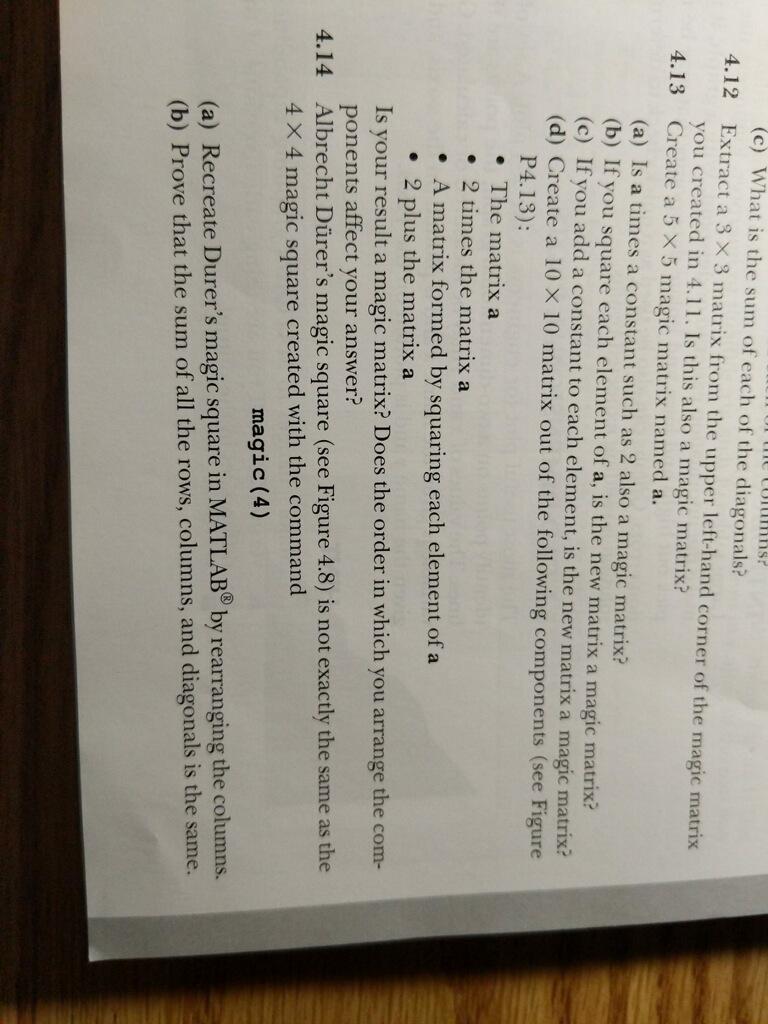 columns?
(c) What is the sum of each of the diagonals?
4.12 Extract a 3 × 3 matrix from the upper left-hand corner of the magic matrix
you created in 4.11. Is this also a magic matrix?
4.13 Create a 5 × 5 magic matrix named a.
(a) Is a times a constant such as 2 also a magic matrix?
(b) If you square each element of a, is the new matrix a magic matrix?
(c) If you add a constant to each element, is the new matrix a magic matrix?
(d) Create a 10 × 10 matrix out of the following components (see Figure
P4.13):
• The matrix a
• 2 times the matrix a
• A matrix formed by squaring each element of a
• 2 plus the matrix a
Is your result a magic matrix? Does the order in which you arrange the com-
ponents affect your answer?
4.14 Albrecht Dürer's magic square (see Figure 4.8) is not exactly the same as the
4 × 4 magic square created with the command
magic(4)
(a) Recreate Durer's magic square in MATLAB® by rearranging the columns.
(b) Prove that the sum of all the rows, columns, and diagonals is the same.